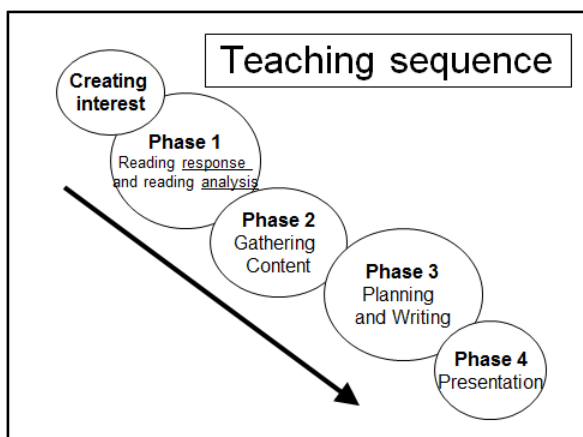 Teaching sequence
Creating
interest
Phase 1
Reading response
and reading analysis
Phase 2
Gathering
Content
Phase 3
Planning
and Writing
Phase 4
Presentation